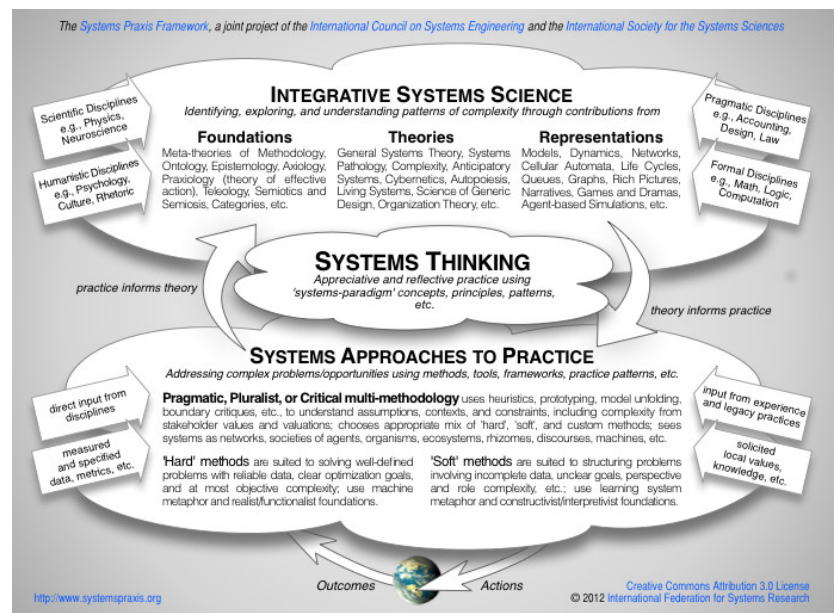 The Systems Praxis Framework, a joint project of the International Council on Systems Engineering and the International Society for the Systems Sciences
INTEGRATIVE SYSTEMS SCIENCE
Identifying, exploring, and understanding patterns of complexity through contributions from
Scientific Disciplines
e.g., Physics,
Neuroscience
Humanistic Disciplines
e.g., Psychology,
Culture, Rhetoric
Foundations
Meta-theories of Methodology,
Ontology, Epistemology, Axiology,
Praxiology (theory of effective
action), Teleology, Semiotics and
Semiosis, Categories, etc.
Theories
General Systems Theory, Systems
Pathology, Complexity, Anticipatory
Systems, Cybernetics, Autopoiesis,
Living Systems, Science of Generic
Design, Organization Theory, etc.
Representations
Models, Dynamics, Networks,
Cellular Automata, Life Cycles,
Queues, Graphs, Rich Pictures,
Narratives, Games and Dramas,
Agent-based Simulations, etc.
Pragmatic Disciplines
e.g., Accounting,
Design, Law
Formal Disciplines
e.g., Math, Logic,
Computation
SYSTEMS THINKING
Appreciative and reflective practice using
'systems-paradigm' concepts, principles, patterns,
etc.
practice informs theory
theory informs practice
SYSTEMS APPROACHES TO PRACTICE
Addressing complex problems/opportunities using methods, tools, frameworks, practice patterns, etc.
direct input from
disciplines
measured
and specified
data, metrics, etc.
Pragmatic, Pluralist, or Critical multi-methodology uses heuristics, prototyping, model unfolding,
boundary critiques, etc., to understand assumptions, contexts, and constraints, including complexity from
stakeholder values and valuations; chooses appropriate mix of 'hard', 'soft', and custom methods; sees
systems as networks, societies of agents, organisms, ecosystems, rhizomes, discourses, machines, etc.
'Hard' methods are suited to solving well-defined
problems with reliable data, clear optimization goals,
and at most objective complexity; use machine
metaphor and realist/functionalist foundations.
'Soft' methods are suited to structuring problems
involving incomplete data, unclear goals, perspective
and role complexity, etc.; use learning system
metaphor and constructivist/interpretivist foundations.
input from experience
and legacy practices
solicited
local values,
knowledge, etc.
Outcomes
Actions
http://www.systemspraxis.org
Creative Commons Attribution 3.0 License
© 2012 International Federation for Systems Research